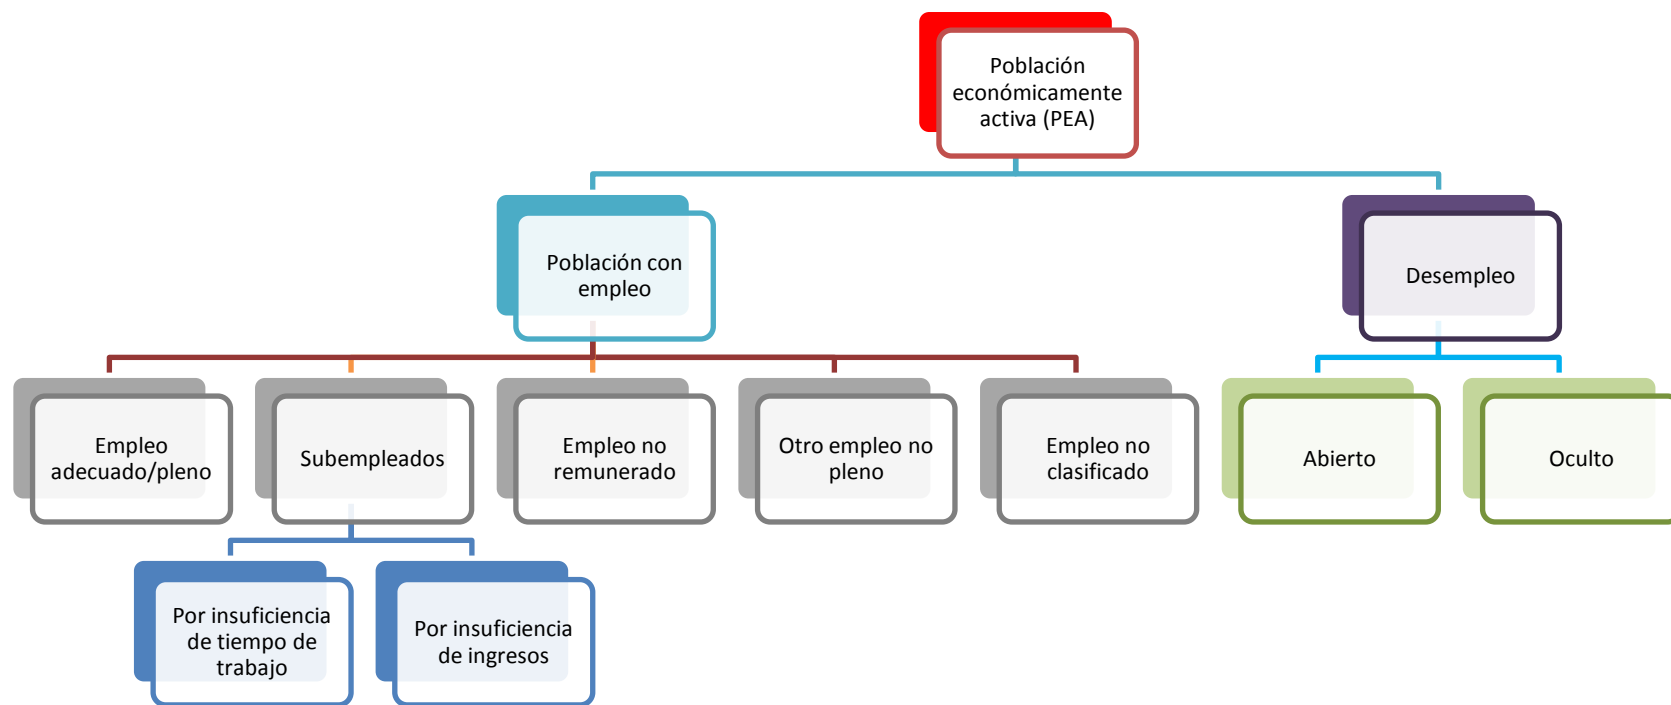 Población
económicamente
activa (PEA)
Población con
empleo
Desempleo
Empleo
adecuado/pleno
Subempleados
Empleo no
remunerado
Otro empleo no
pleno
Empleo no
clasificado
Abierto
Oculto
Por insuficiencia
de tiempo de
trabajo
Por insuficiencia
de ingresos